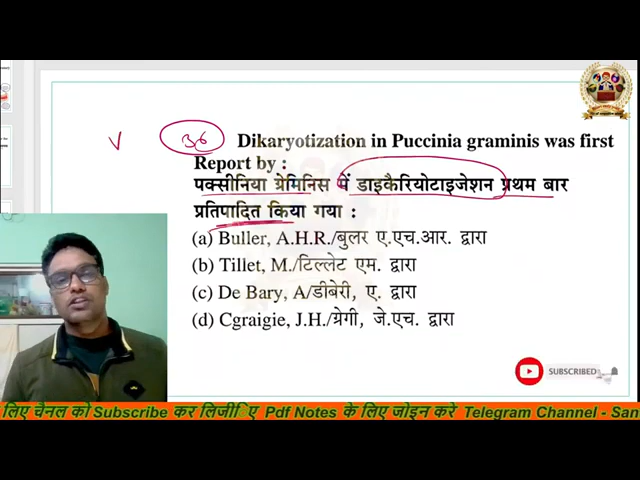 V 36 Dikaryotization in Puccinia graminis was first
Report by :
पक्सीनिया ग्रेमिनिस में डाइकैरियोटाइजेशन प्रथम बार
प्रतिपादित किया गया :
(a) Buller, A.H.R./बुलर ए.एच.आर. द्वारा
(b) Tillet, M./टिल्लेट एम. द्वारा
(c) De Bary, A/डीबेरी, ए. द्वारा
(d) Cgraigie, J.H./ग्रेगी, जे.एच. द्वारा
SUBSCRIBED
लिए चैनल को Subscribe कर लिजीिए Pdf Notes के लिए जोइन करे Telegram Channel - San